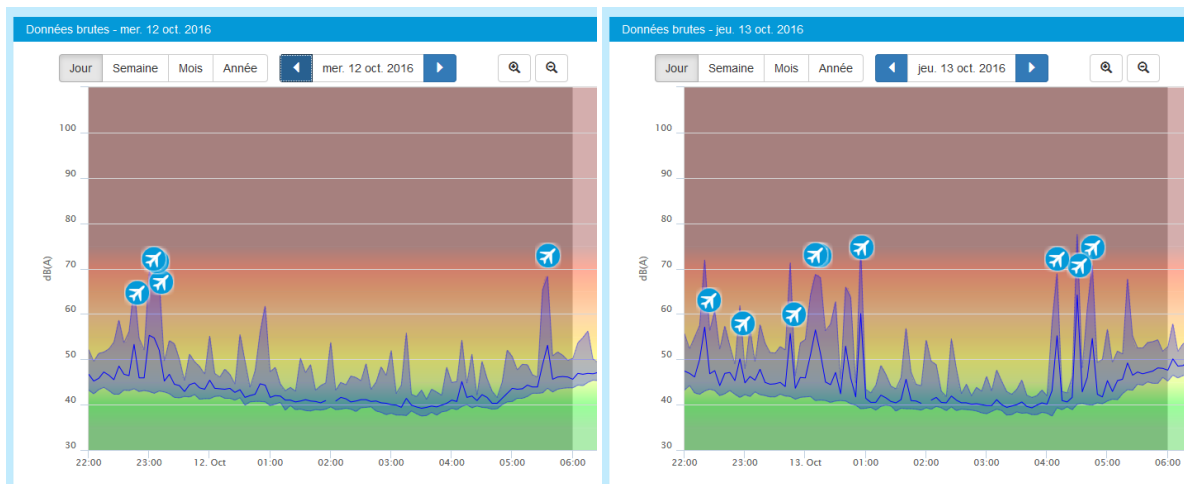 Données brutes - mer. 12 oct. 2016
Jour Semaine Mois Année mer. 12 oct. 2016
100
90
80
70
60
50
40
30
dB(A)
22:00 23:00 12. Oct 01:00 02:00 03:00 04:00 05:00 06:00
Données brutes - jeu. 13 oct. 2016
Jour Semaine Mois Année jeu. 13 oct. 2016
100
90
80
70
60
50
40
30
dB(A)
22:00 23:00 13. Oct 01:00 02:00 03:00 04:00 05:00 06:00